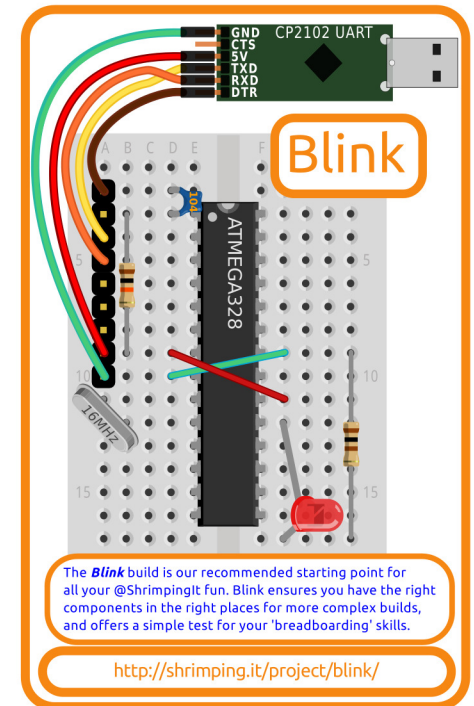 GND CP2102 UART
CTS
5V
TXD
RXD
DTR
Blink
A B C D E F
104
ATMEGA328
5 5
10 10
16MHz
15 15
The Blink build is our recommended starting point for
all your @ShrimpingIt fun. Blink ensures you have the right
components in the right places for more complex builds,
and offers a simple test for your 'breadboarding' skills.
http://shrimping.it/project/blink/